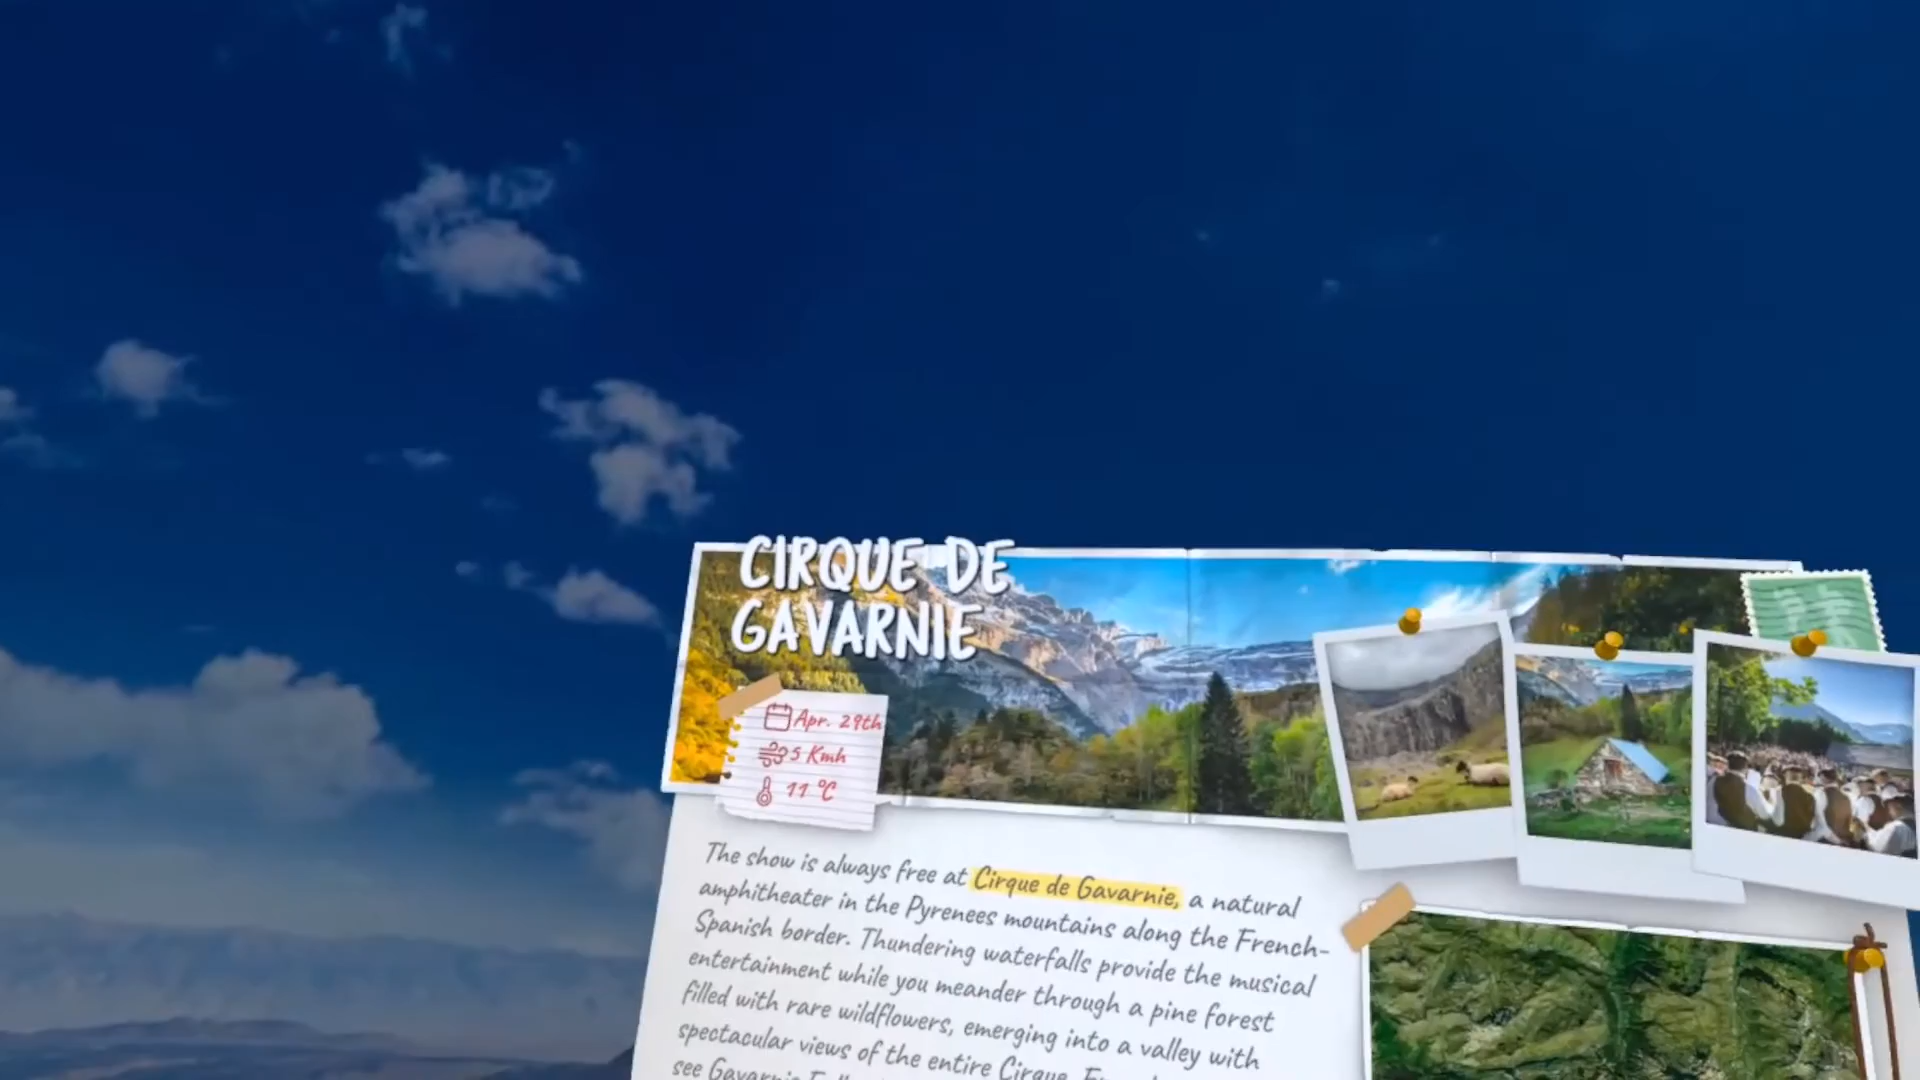 CIRQUE DE
GAVARNIE
Apr. 29th
5 Kmh
11 °C
The show is always free at Cirque de Gavarnie, a natural
amphitheater in the Pyrenees mountains along the French-
Spanish border. Thundering waterfalls provide the musical
entertainment while you meander through a pine forest
filled with rare wildflowers, emerging into a valley with
spectacular views of the entire Cirque.
see Gavarnie